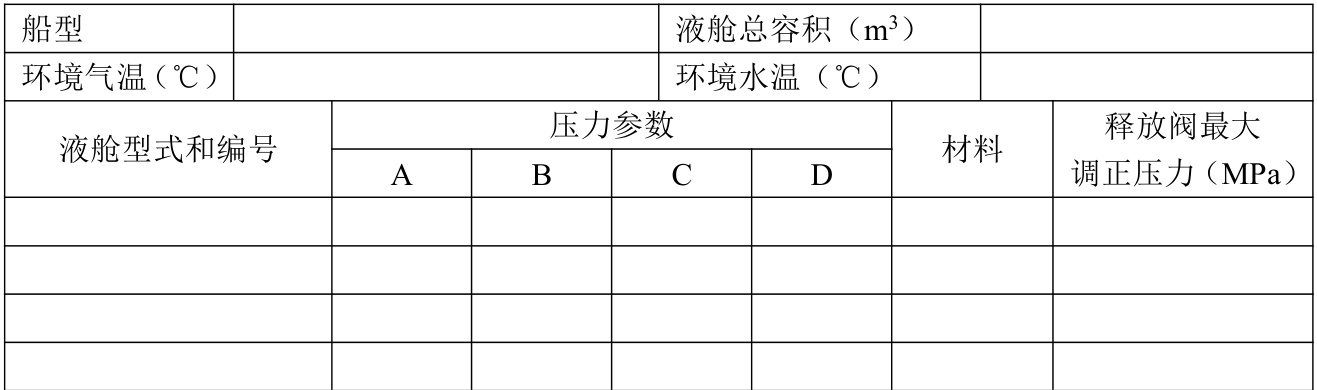 船型 液舱总容积（m³）
环境气温（℃） 环境水温（℃）
液舱型式和编号 压力参数 材料 释放阀最大
调正压力（MPa）
A B C D